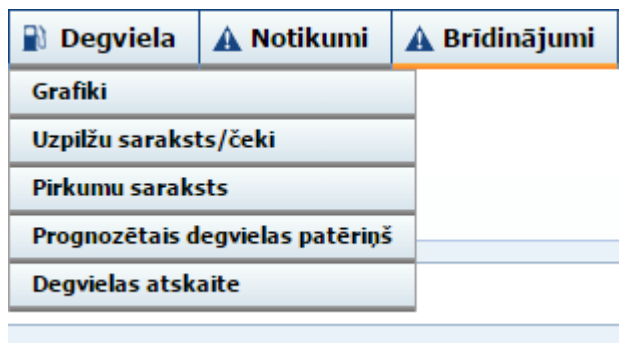 Degviela Notikumi Brīdinājumi
Grafiki
Uzpilžu saraksts/čeki
Pirkumu saraksts
Prognozētais degvielas patēriņš
Degvielas atskaite